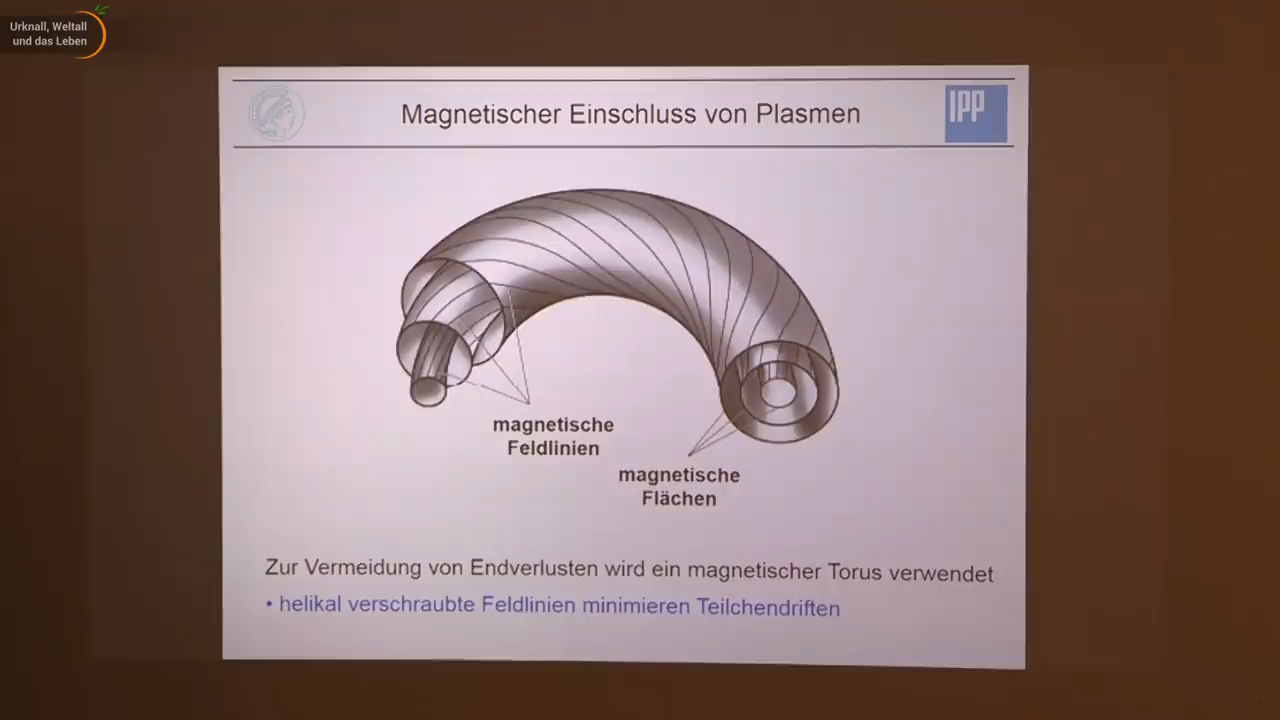 Urknall, Weltall
und das Leben
Magnetischer Einschluss von Plasmen
IPP
magnetische
Feldlinien
magnetische
Flächen
Zur Vermeidung von Endverlusten wird ein magnetischer Torus verwendet
• helikal verschraubte Feldlinien minimieren Teilchendriften